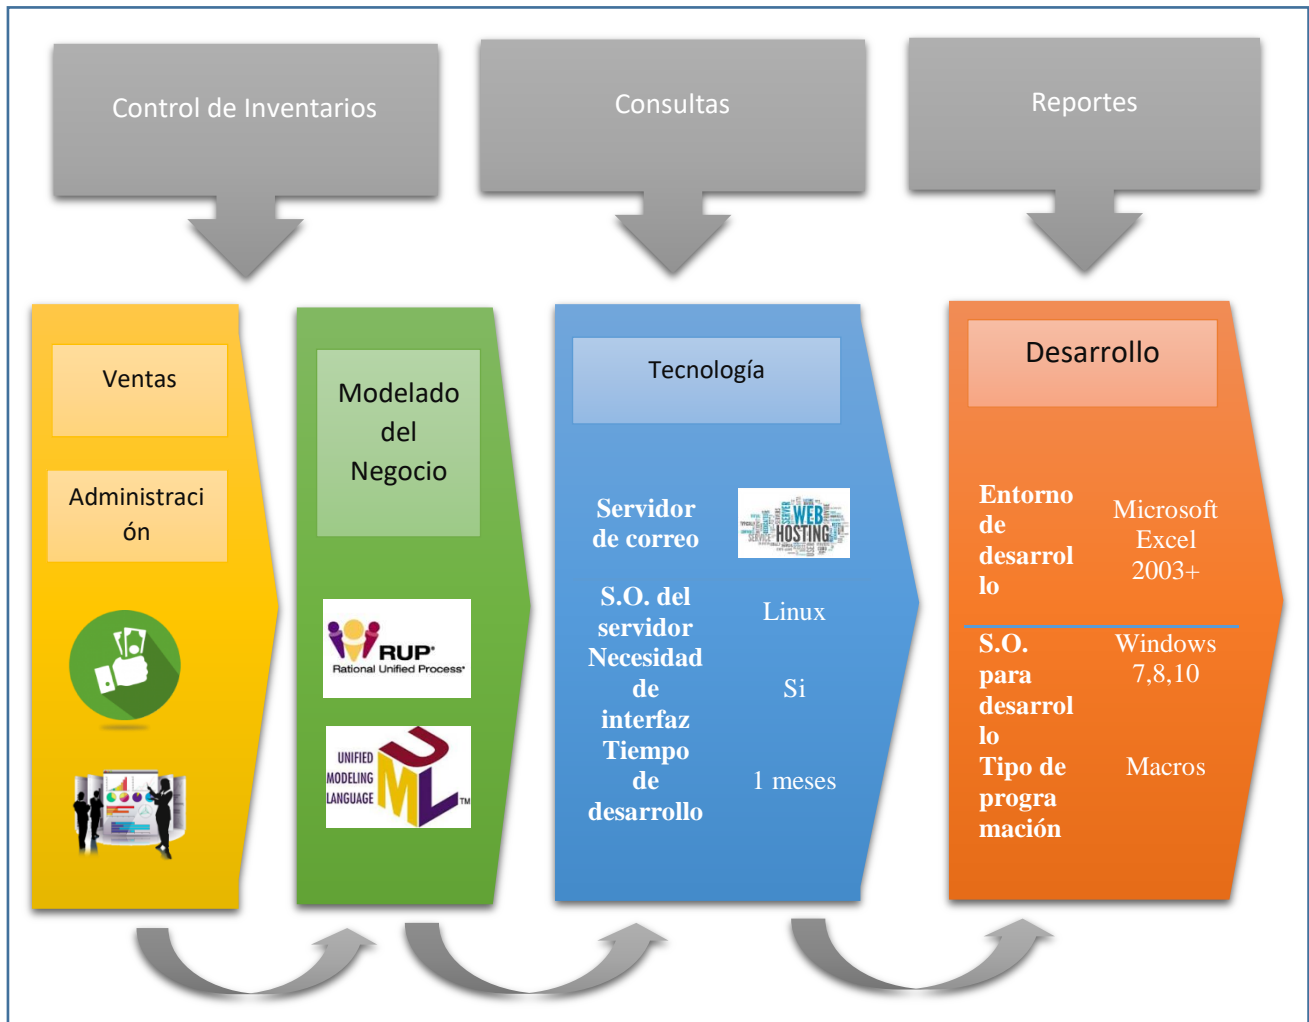 Control de Inventarios
Consultas
Reportes
Ventas
Administraci
ón
Modelado
del
Negocio
RUP
Rational Unified Process
UNIFIED
MODELING
LANGUAGE
UML
TM
Tecnología
Servidor
de correo
WEB
HOSTING
S.O. del
servidor
Linux
Necesidad
de
interfaz
Si
Tiempo
de
desarrollo
1 meses
Desarrollo
Entorno
de
desarrol
lo
Microsoft
Excel
2003+
S.O.
para
desarrol
lo
Windows
7,8,10
Tipo de
progra
mación
Macros